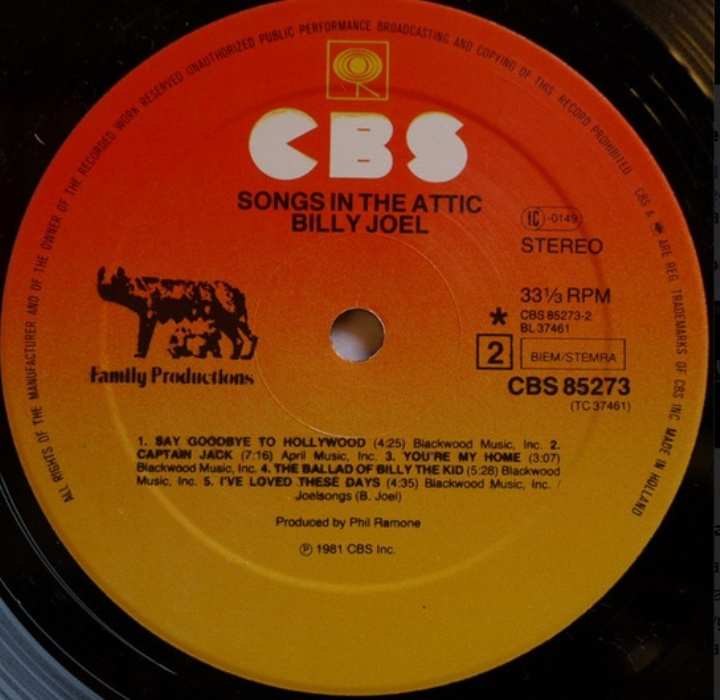 ALL RIGHTS OF THE MANUFACTURER AND OF THE OWNER OF THE RECORDED WORK RESERVED UNAUTHORIZED PUBLIC PERFORMANCE BROADCASTING AND COPYING OF THIS RECORD PROHIBITED CBS & ARE REG. TRADEMARKS OF CBS INC. MADE IN HOLLAND
CBS
SONGS IN THE ATTIC
BILLY JOEL
IC -0149
STEREO
33⅓ RPM
* CBS 85273-2
BL 37461
2 BIEM/STEMRA
CBS 85273
(TC 37461)
Family Productions
1. SAY GOODBYE TO HOLLYWOOD (4:25) Blackwood Music, Inc. 2.
CAPTAIN JACK (7:16) April Music, Inc. 3. YOU'RE MY HOME (3:07)
Blackwood Music, Inc. 4. THE BALLAD OF BILLY THE KID (5:28) Blackwood
Music, Inc. 5. I'VE LOVED THESE DAYS (4:35) Blackwood Music, Inc. /
Joelsongs (B. Joel)
Produced by Phil Ramone
℗ 1981 CBS Inc.